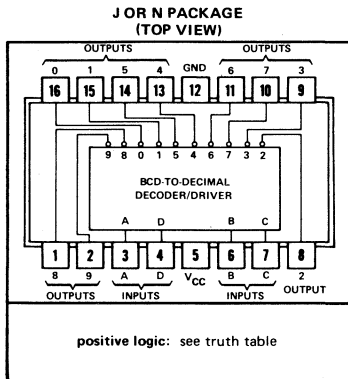 J OR N PACKAGE
(TOP VIEW)
OUTPUTS OUTPUTS
0 1 5 4 GND 6 7 3
16 15 14 13 12 11 10 9
9 8 0 1 5 4 6 7 3 2
BCD-TO-DECIMAL
DECODER/DRIVER
A D B C
1 2 3 4 5 6 7 8
8 9 A D VCC B C 2
OUTPUTS INPUTS INPUTS OUTPUT
positive logic: see truth table